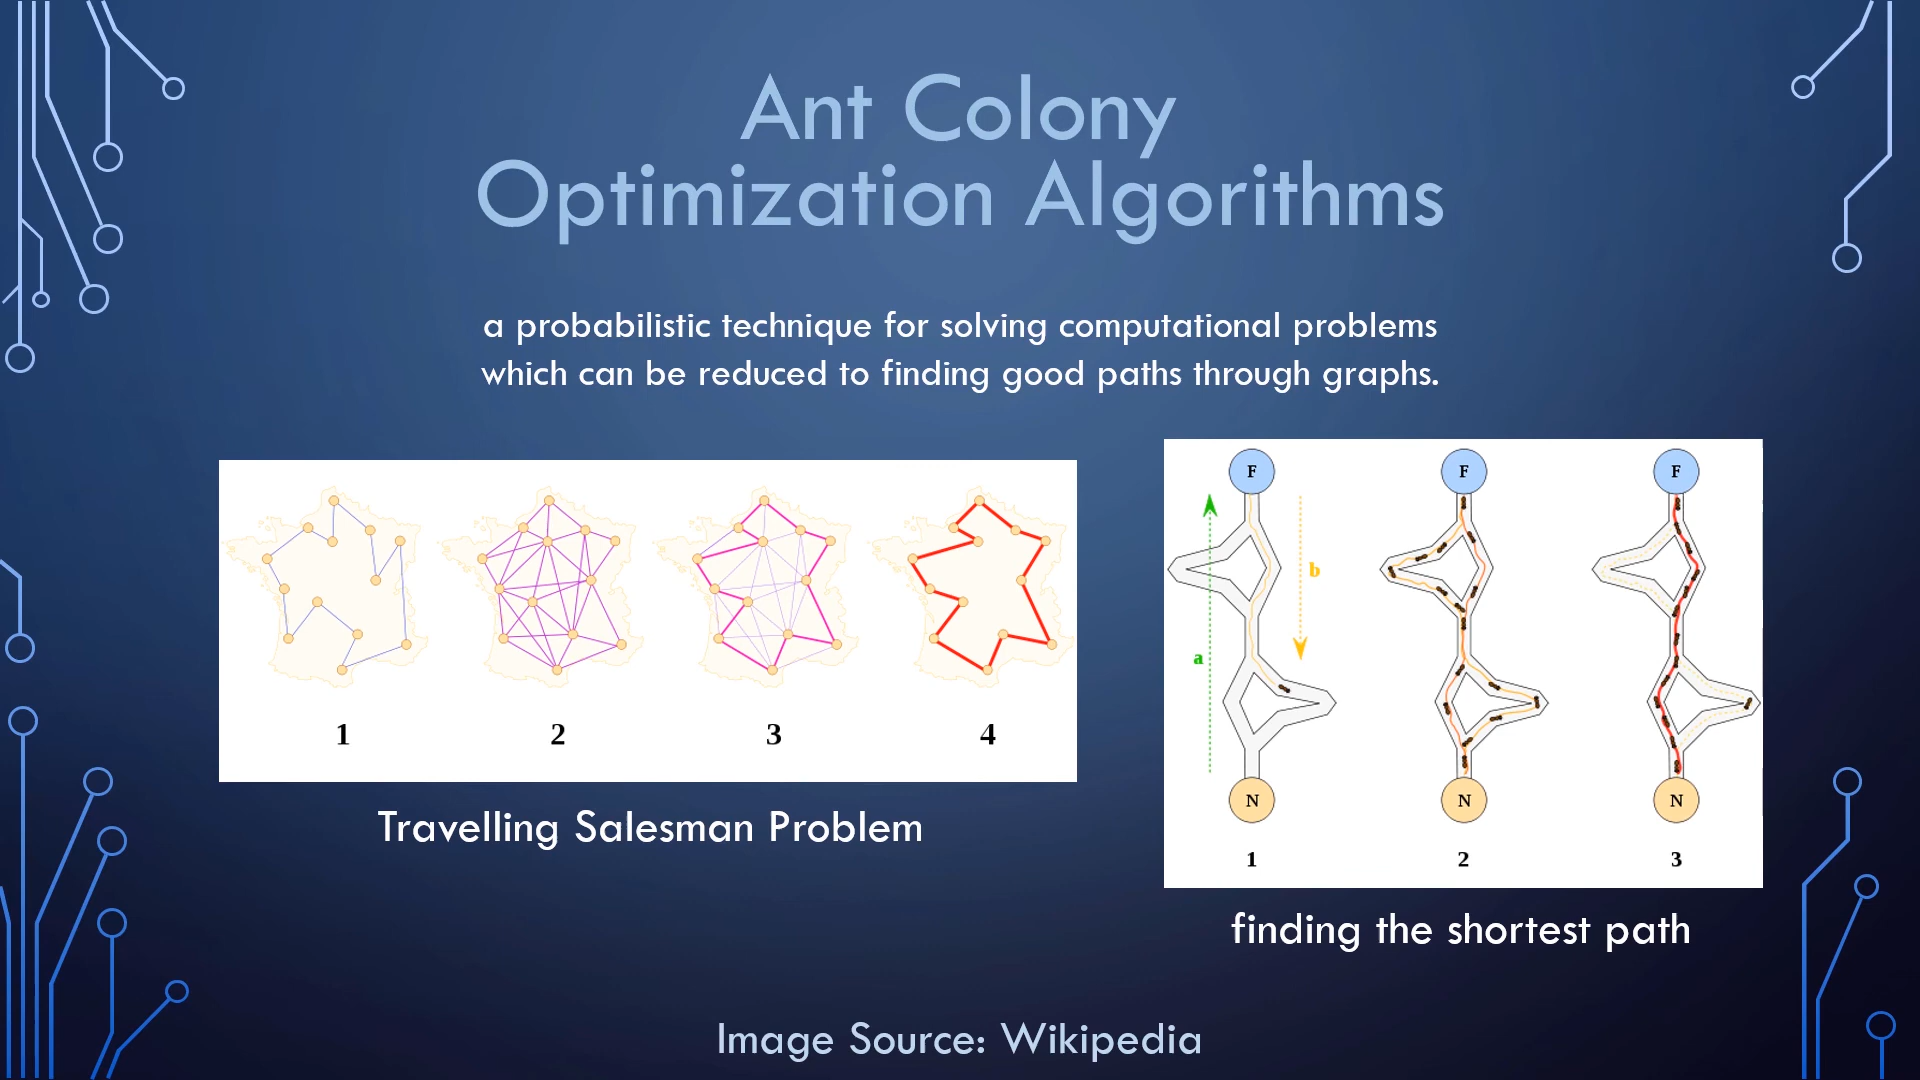 Ant Colony
Optimization Algorithms
a probabilistic technique for solving computational problems
which can be reduced to finding good paths through graphs.
1 2 3 4
Travelling Salesman Problem
F F F
b
a
N N N
1 2 3
finding the shortest path
Image Source: Wikipedia